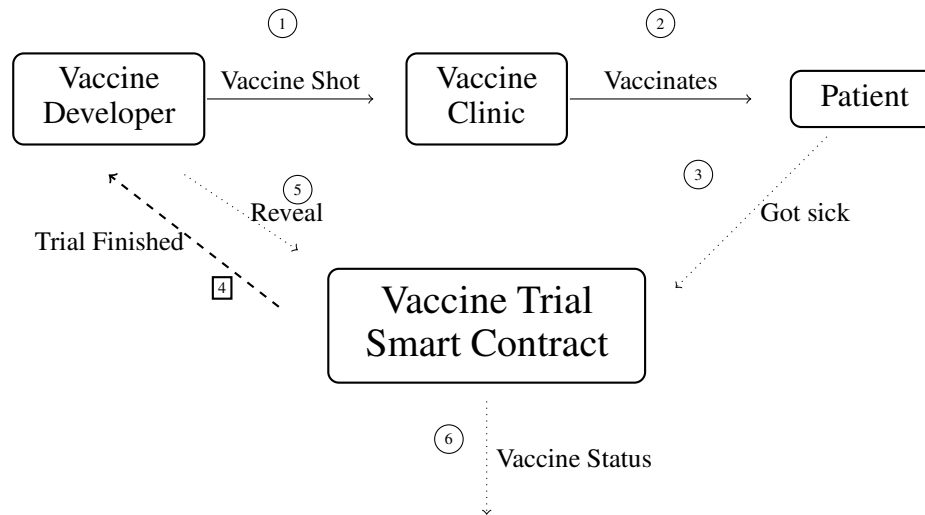 1
2
Vaccine
Developer
Vaccine Shot
Vaccine
Clinic
Vaccinates
Patient
3
5
Reveal
Got sick
Trial Finished
4
Vaccine Trial
Smart Contract
6
Vaccine Status